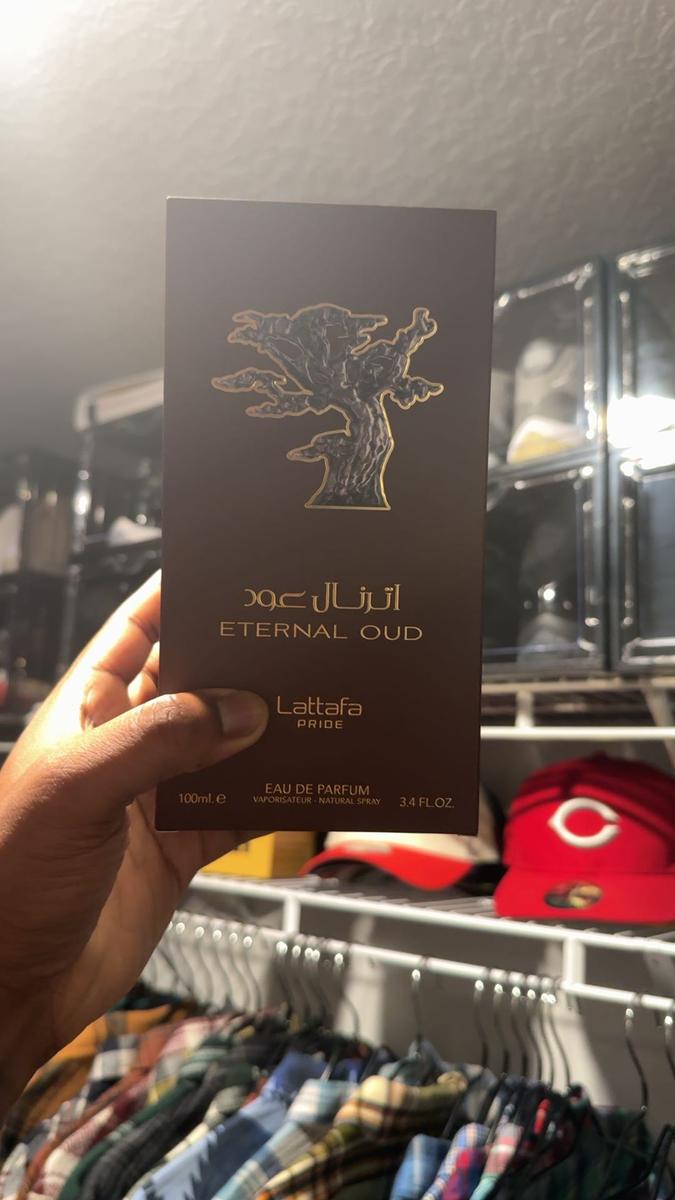 اترنال عود
ETERNAL OUD
Lattafa
PRIDE
EAU DE PARFUM
VAPORISATEUR - NATURAL SPRAY
100ml. e
3.4 FL.OZ.
C